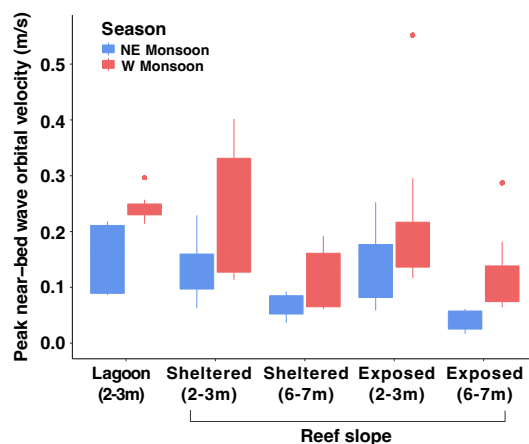 Season
NE Monsoon
W Monsoon
Peak near-bed wave orbital velocity (m/s)
0.5
0.4
0.3
0.2
0.1
0.0
Lagoon Sheltered Sheltered Exposed Exposed
(2-3m) (2-3m) (6-7m) (2-3m) (6-7m)
Reef slope